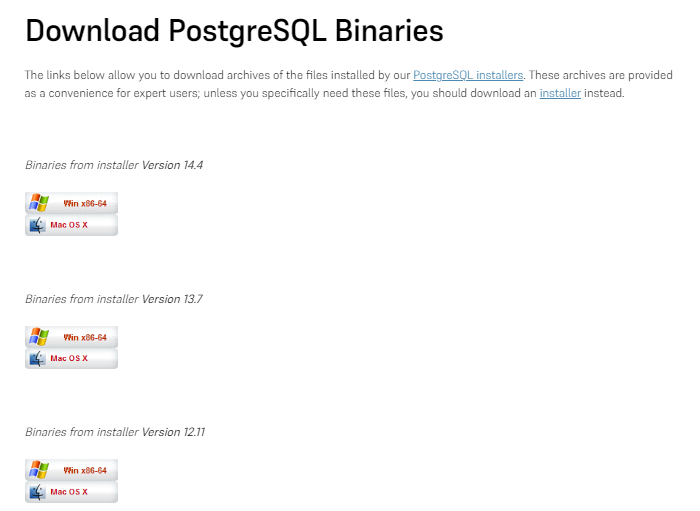 Download PostgreSQL Binaries
The links below allow you to download archives of the files installed by our PostgreSQL installers. These archives are provided
as a convenience for expert users; unless you specifically need these files, you should download an installer instead.
Binaries from installer Version 14.4
Win x86-64
Mac OS X
Binaries from installer Version 13.7
Win x86-64
Mac OS X
Binaries from installer Version 12.11
Win x86-64
Mac OS X